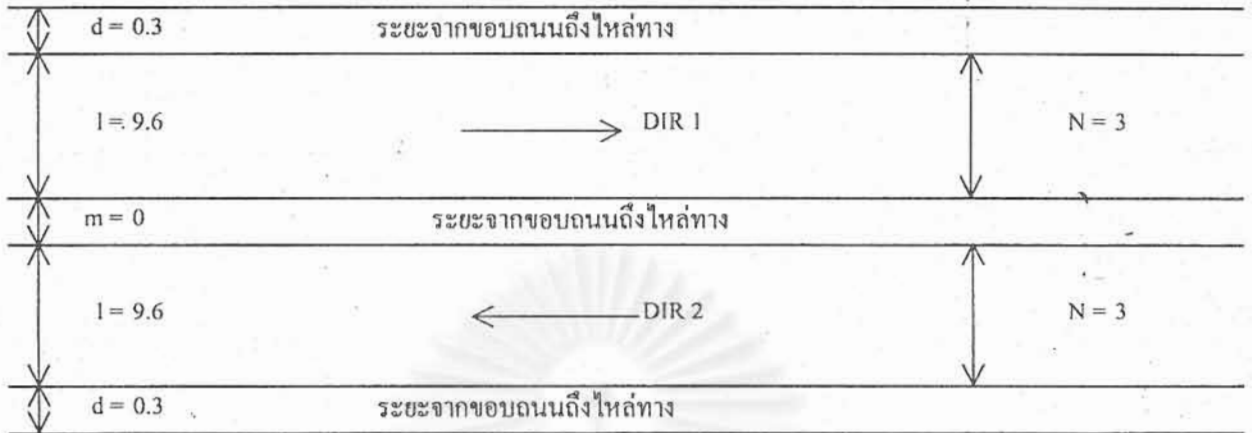 d = 0.3 ระยะจากขอบถนนถึงไหล่ทาง
l = 9.6 DIR 1 N = 3
m = 0 ระยะจากขอบถนนถึงไหล่ทาง
l = 9.6 DIR 2 N = 3
d = 0.3 ระยะจากขอบถนนถึงไหล่ทาง